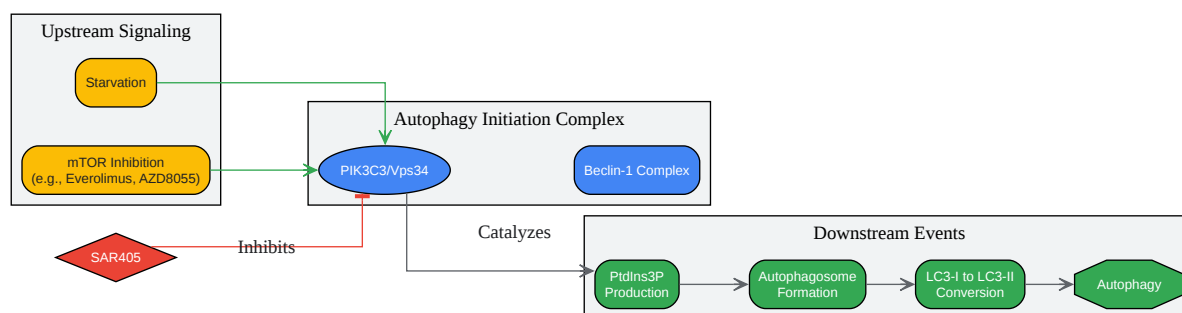 Upstream Signaling
Starvation
mTOR Inhibition
(e.g., Everolimus, AZD8055)
Autophagy Initiation Complex
PIK3C3/Vps34
Beclin-1 Complex
SAR405
Inhibits
Catalyzes
Downstream Events
PtdIns3P
Production
Autophagosome
Formation
LC3-I to LC3-II
Conversion
Autophagy